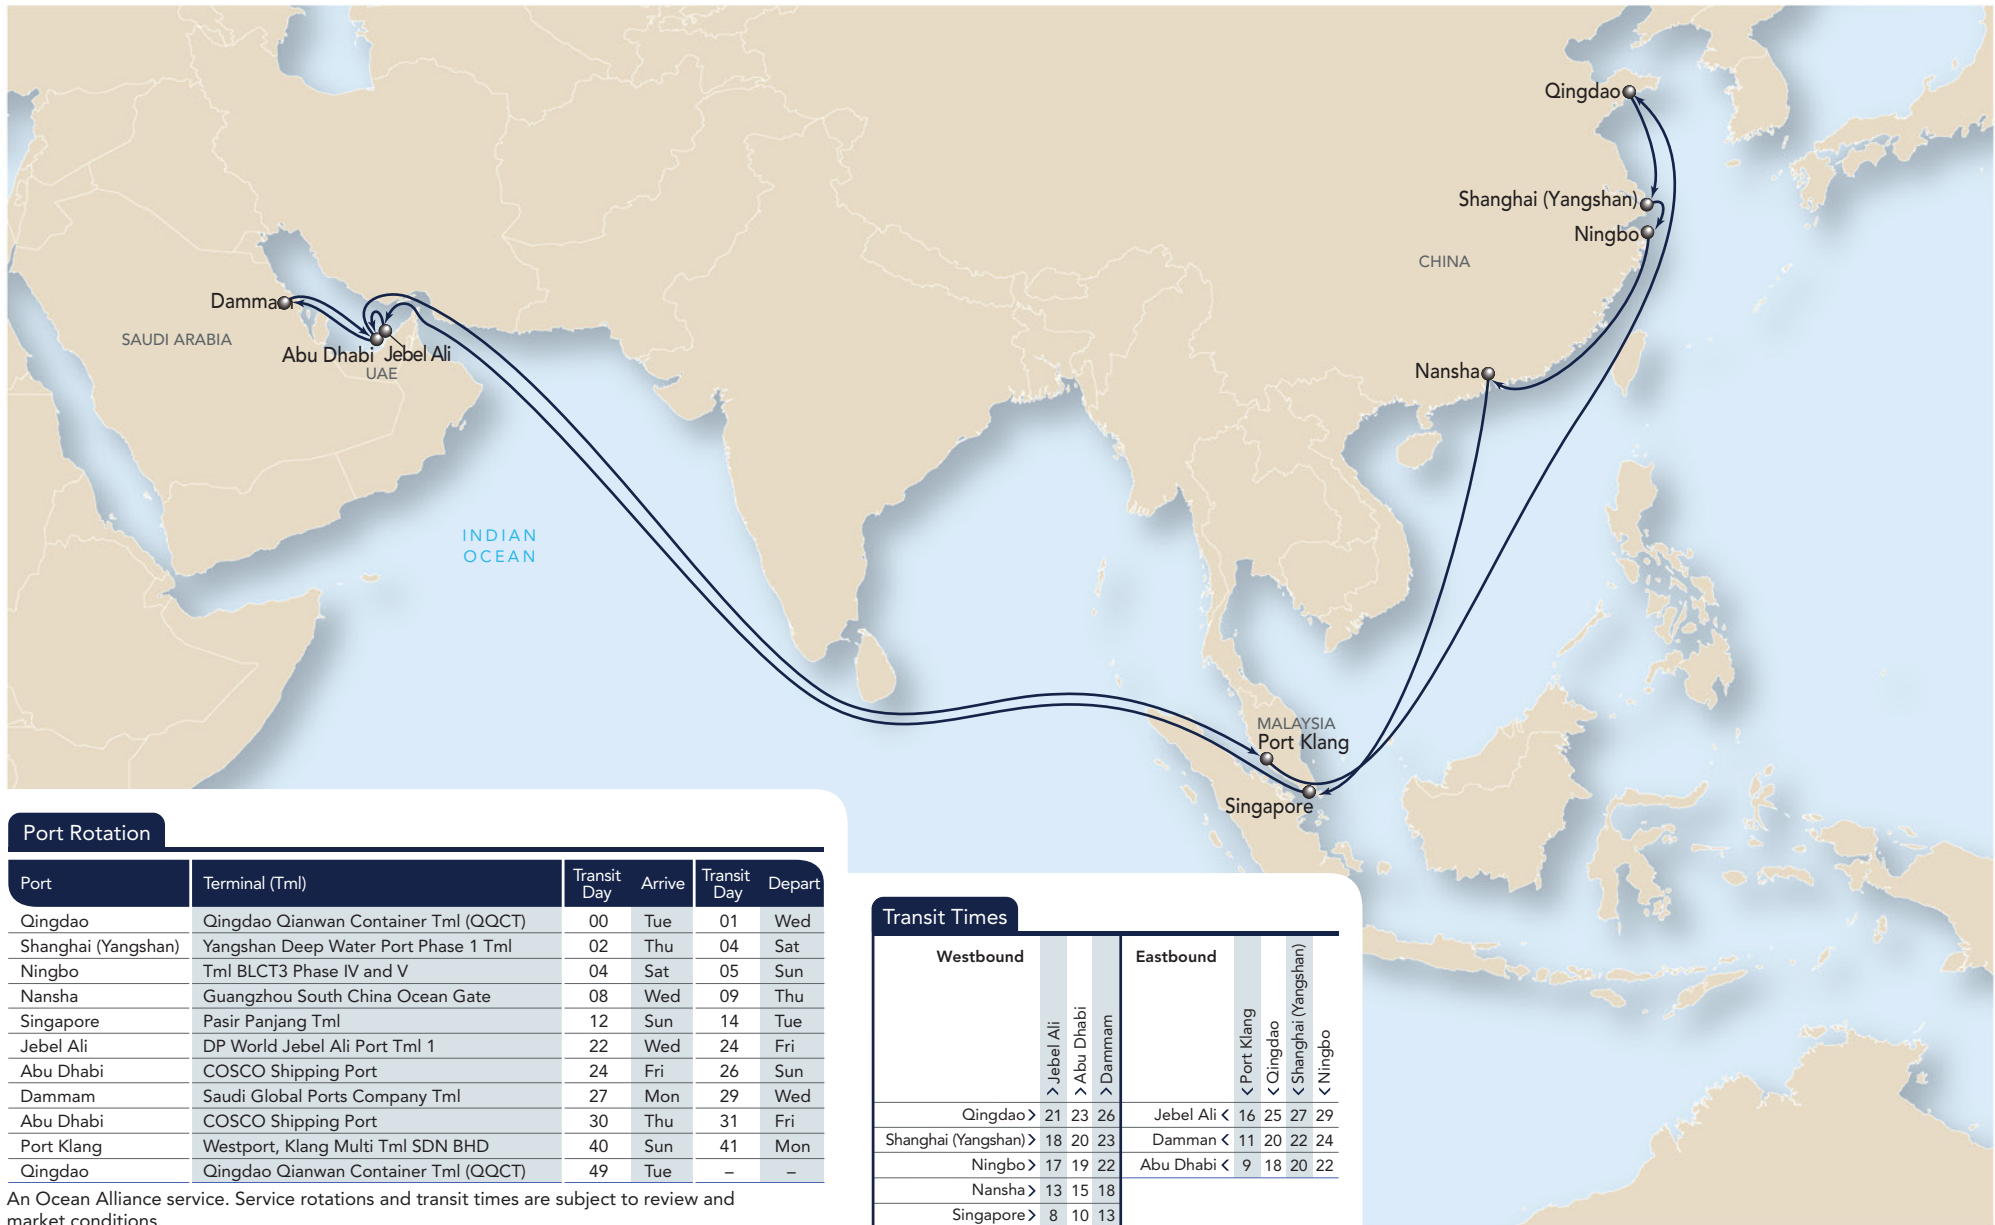 Qingdao
Shanghai (Yangshan)
Ningbo
CHINA
Damma
SAUDI ARABIA
Abu Dhabi Jebel Ali
UAE
Nansha
INDIAN
OCEAN
MALAYSIA
Port Klang
Singapore
Port Rotation
Port Terminal (Tml) Transit Day Arrive Transit Day Depart
Qingdao Qingdao Qianwan Container Tml (QQCT) 00 Tue 01 Wed
Shanghai (Yangshan) Yangshan Deep Water Port Phase 1 Tml 02 Thu 04 Sat
Ningbo Tml BLCT3 Phase IV and V 04 Sat 05 Sun
Nansha Guangzhou South China Ocean Gate 08 Wed 09 Thu
Singapore Pasir Panjang Tml 12 Sun 14 Tue
Jebel Ali DP World Jebel Ali Port Tml 1 22 Wed 24 Fri
Abu Dhabi COSCO Shipping Port 24 Fri 26 Sun
Dammam Saudi Global Ports Company Tml 27 Mon 29 Wed
Abu Dhabi COSCO Shipping Port 30 Thu 31 Fri
Port Klang Westport, Klang Multi Tml SDN BHD 40 Sun 41 Mon
Qingdao Qingdao Qianwan Container Tml (QQCT) 49 Tue – –
An Ocean Alliance service. Service rotations and transit times are subject to review and
market conditions
Transit Times
Westbound > Jebel Ali > Abu Dhabi > Dammam
Qingdao > 21 23 26
Shanghai (Yangshan) > 18 20 23
Ningbo > 17 19 22
Nansha > 13 15 18
Singapore > 8 10 13
Eastbound < Port Klang < Qingdao < Shanghai (Yangshan) < Ningbo
Jebel Ali < 16 25 27 29
Damman < 11 20 22 24
Abu Dhabi < 9 18 20 22